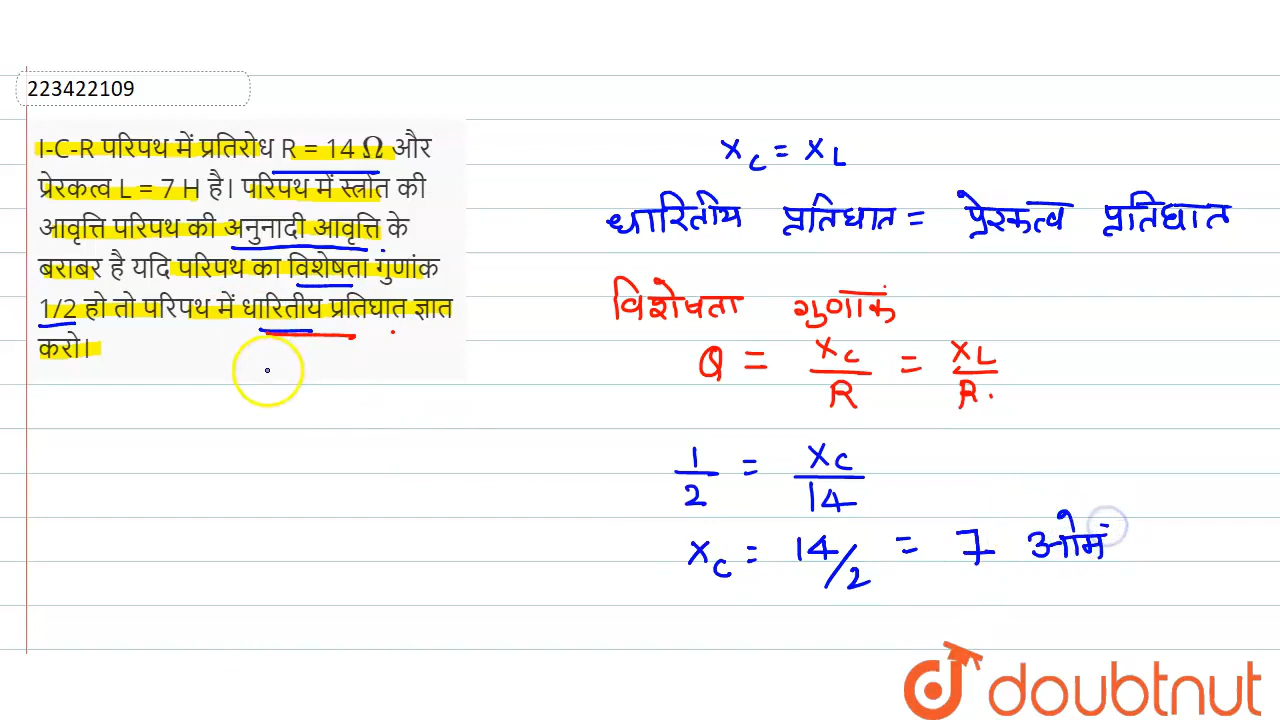 223422109
l-C-R परिपथ में प्रतिरोध R = 14 Ω और
प्रेरकत्व L = 7 H है। परिपथ में स्त्रोत की
आवृत्ति परिपथ की अनुनादी आवृत्ति के
बराबर है यदि परिपथ का विशेषता गुणांक
1/2 हो तो परिपथ में धारितीय प्रतिघात ज्ञात
करो।
Xc = XL
धारितीय प्रतिघात = प्रेरकत्व प्रतिघात
विशेषता गुणांक
Q = Xc/R = XL/R.
1/2 = Xc/14
Xc = 14/2 = 7 ओम
doubtnut